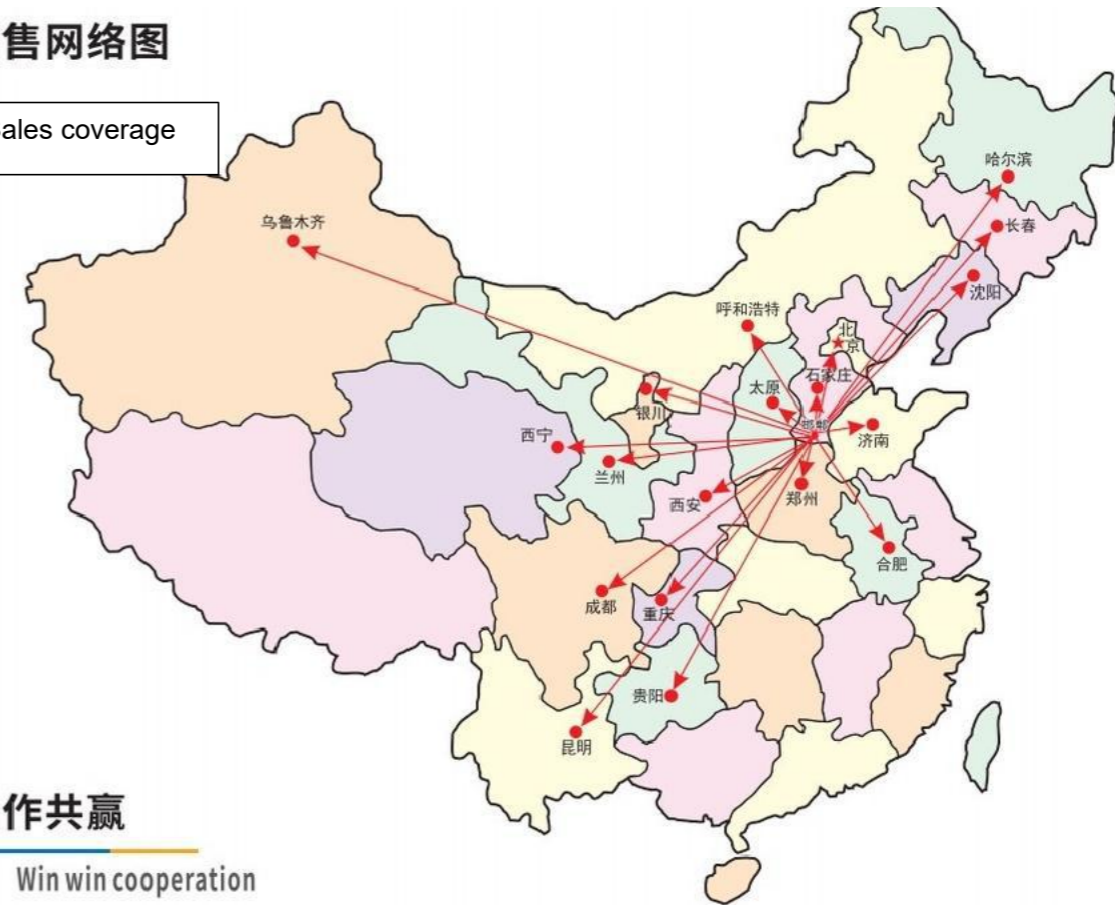 售网络图
ales coverage
哈尔滨
乌鲁木齐
长春
沈阳
呼和浩特
北
京
石家庄
太原
银川
邯郸
济南
西宁
兰州
西安
郑州
合肥
成都
重庆
贵阳
昆明
作共赢
Win win cooperation